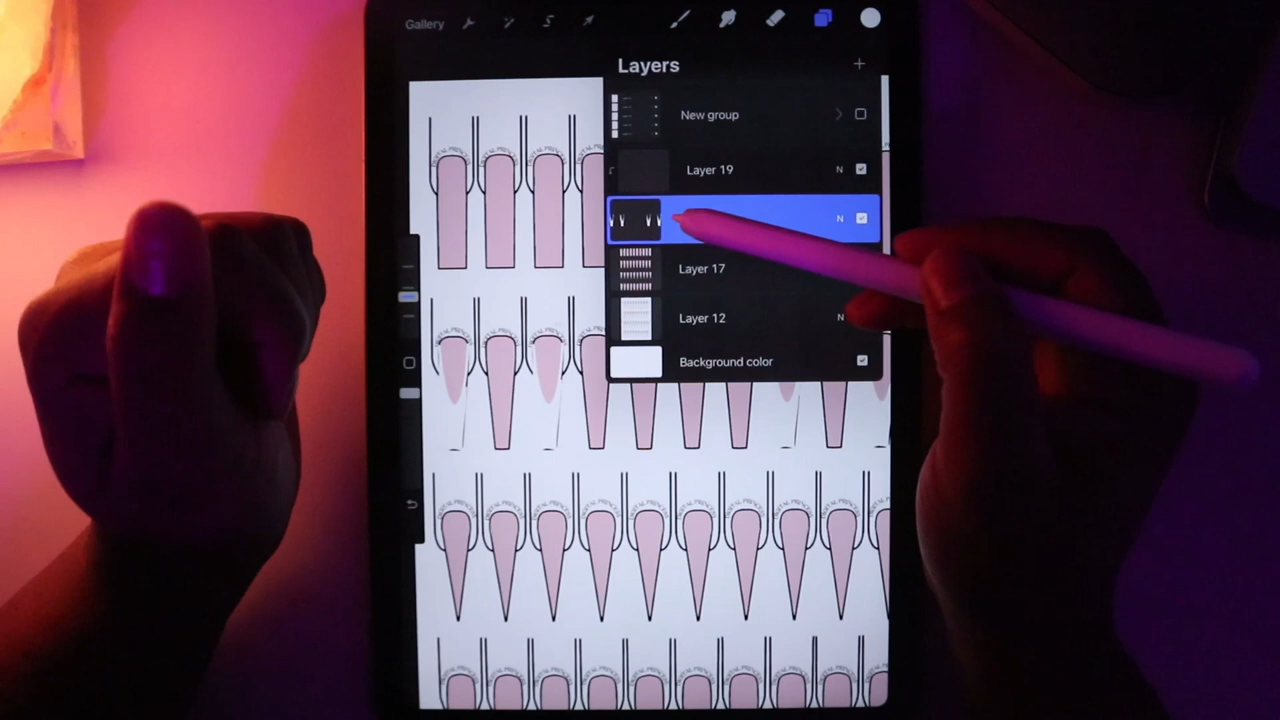 Gallery
Layers
New group
Layer 19
N
N
Layer 17
Layer 12
N
Background color